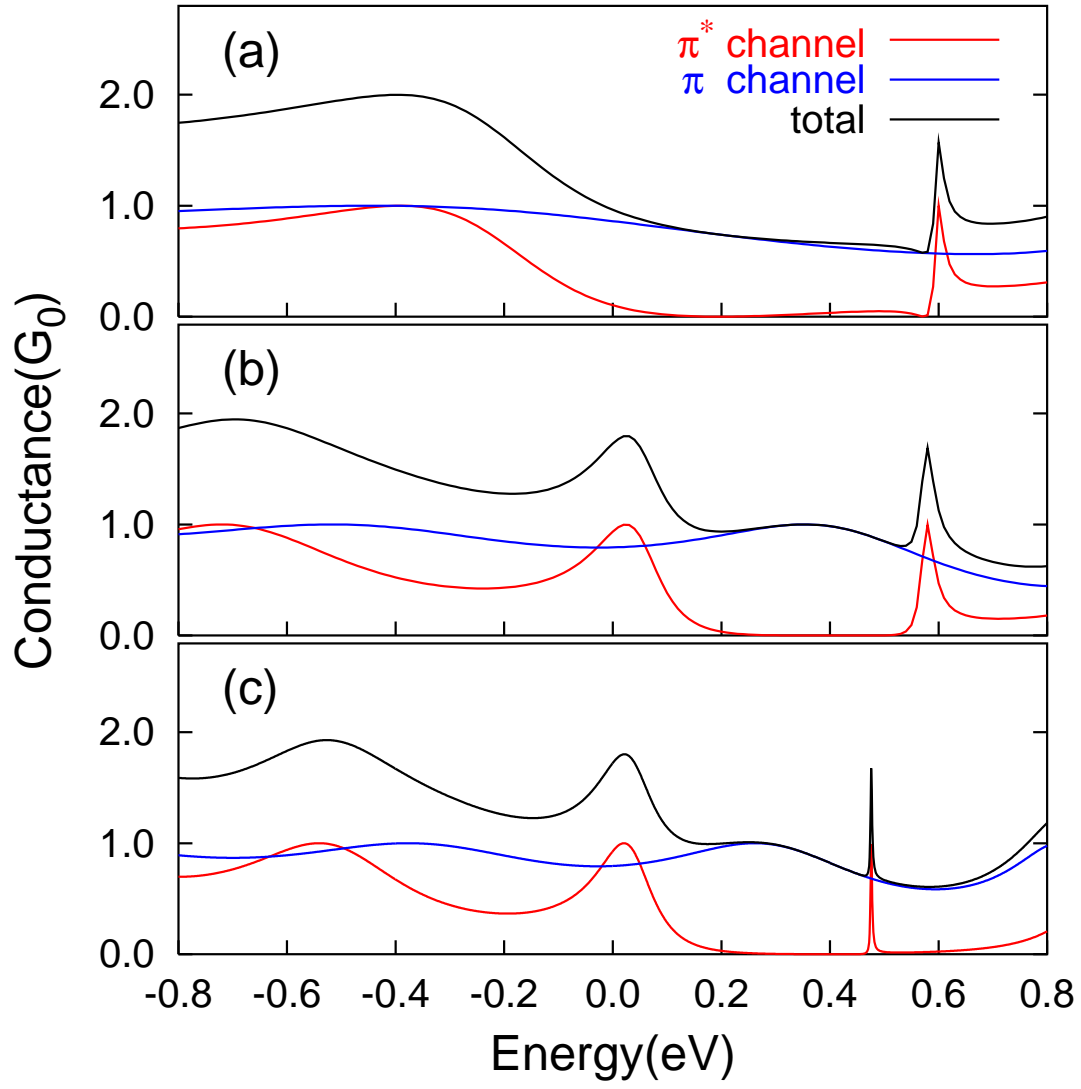 (a)
π* channel
π channel
total
2.0
1.0
0.0
(b)
2.0
1.0
0.0
(c)
2.0
1.0
0.0
-0.8 -0.6 -0.4 -0.2 0.0 0.2 0.4 0.6 0.8
Energy(eV)
Conductance(G₀)